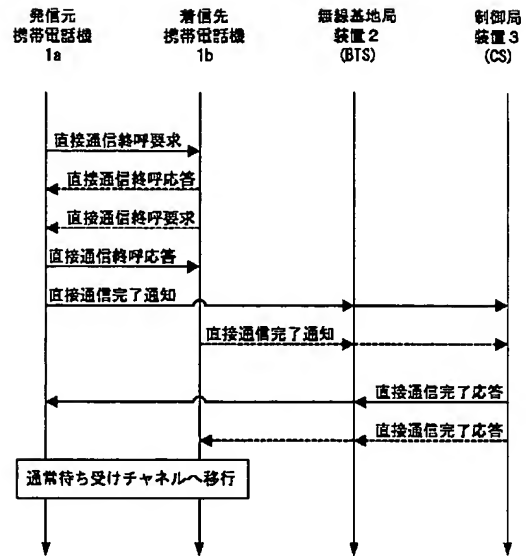 発信元
携帯電話機
1a
着信先
携帯電話機
1b
無線基地局
装置2
(BTS)
制御局
装置3
(CS)
直接通信終呼要求
直接通信終呼応答
直接通信終呼要求
直接通信終呼応答
直接通信完了通知
直接通信完了通知
直接通信完了応答
直接通信完了応答
通常待ち受けチャネルへ移行